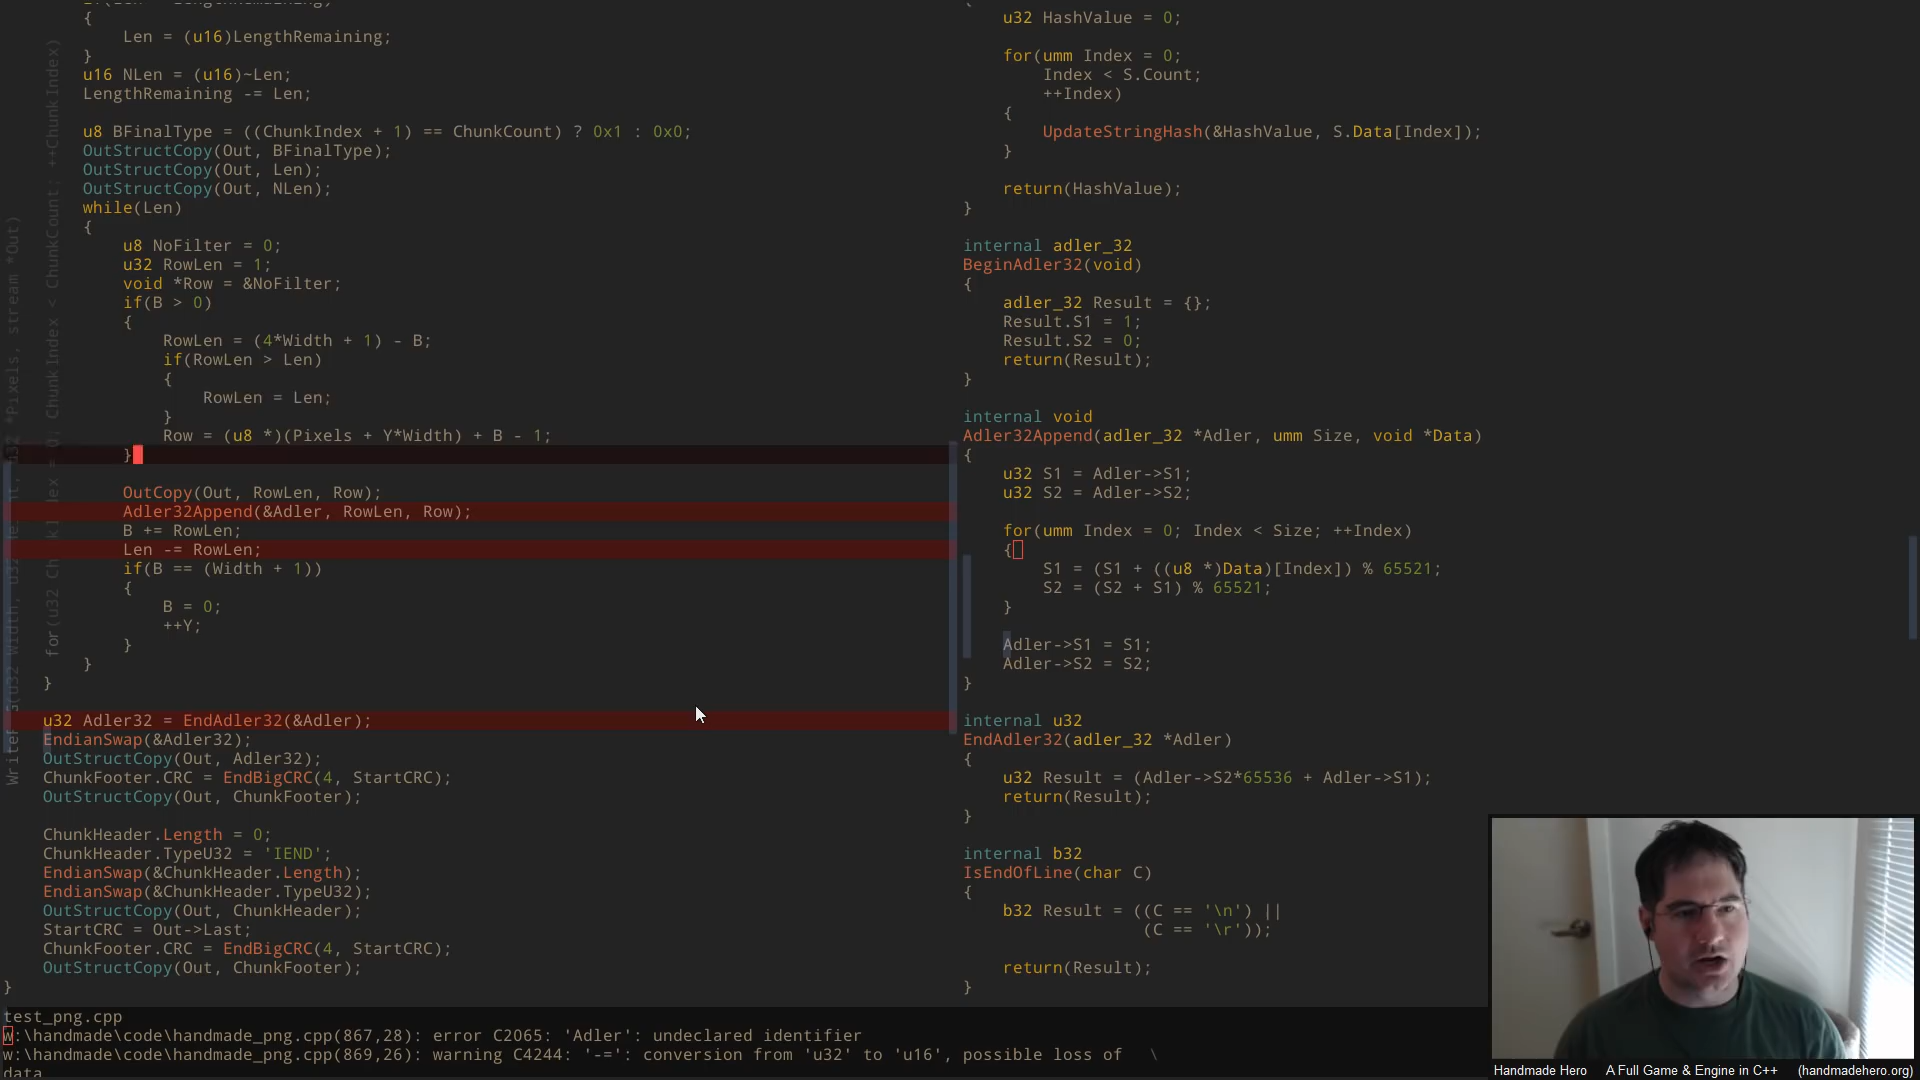 {
Len = (u16)LengthRemaining;
}
u16 NLen = (u16)~Len;
LengthRemaining -= Len;
u8 BFinalType = ((ChunkIndex + 1) == ChunkCount) ? 0x1 : 0x0;
OutStructCopy(Out, BFinalType);
OutStructCopy(Out, Len);
OutStructCopy(Out, NLen);
while(Len)
{
u8 NoFilter = 0;
u32 RowLen = 1;
void *Row = &NoFilter;
if(B > 0)
{
RowLen = (4*Width + 1) - B;
if(RowLen > Len)
{
RowLen = Len;
}
Row = (u8 *)(Pixels + Y*Width) + B - 1;
}
OutCopy(Out, RowLen, Row);
Adler32Append(&Adler, RowLen, Row);
B += RowLen;
Len -= RowLen;
if(B == (Width + 1))
{
B = 0;
++Y;
}
}
}
u32 Adler32 = EndAdler32(&Adler);
EndianSwap(&Adler32);
OutStructCopy(Out, Adler32);
ChunkFooter.CRC = EndBigCRC(4, StartCRC);
OutStructCopy(Out, ChunkFooter);
ChunkHeader.Length = 0;
ChunkHeader.TypeU32 = 'IEND';
EndianSwap(&ChunkHeader.Length);
EndianSwap(&ChunkHeader.TypeU32);
OutStructCopy(Out, ChunkHeader);
StartCRC = Out->Last;
ChunkFooter.CRC = EndBigCRC(4, StartCRC);
OutStructCopy(Out, ChunkFooter);
}
u32 HashValue = 0;
for(umm Index = 0;
Index < S.Count;
++Index)
{
UpdateStringHash(&HashValue, S.Data[Index]);
}
return(HashValue);
}
internal adler_32
BeginAdler32(void)
{
adler_32 Result = {};
Result.S1 = 1;
Result.S2 = 0;
return(Result);
}
internal void
Adler32Append(adler_32 *Adler, umm Size, void *Data)
{
u32 S1 = Adler->S1;
u32 S2 = Adler->S2;
for(umm Index = 0; Index < Size; ++Index)
{
S1 = (S1 + ((u8 *)Data)[Index]) % 65521;
S2 = (S2 + S1) % 65521;
}
Adler->S1 = S1;
Adler->S2 = S2;
}
internal u32
EndAdler32(adler_32 *Adler)
{
u32 Result = (Adler->S2*65536 + Adler->S1);
return(Result);
}
internal b32
IsEndOfLine(char C)
{
b32 Result = ((C == '\n') ||
(C == '\r'));
return(Result);
}
test_png.cpp
w:\handmade\code\handmade_png.cpp(867,28): error C2065: 'Adler': undeclared identifier
w:\handmade\code\handmade_png.cpp(869,26): warning C4244: '-=': conversion from 'u32' to 'u16', possible loss of \
data
Handmade Hero A Full Game & Engine in C++ (handmadehero.org)